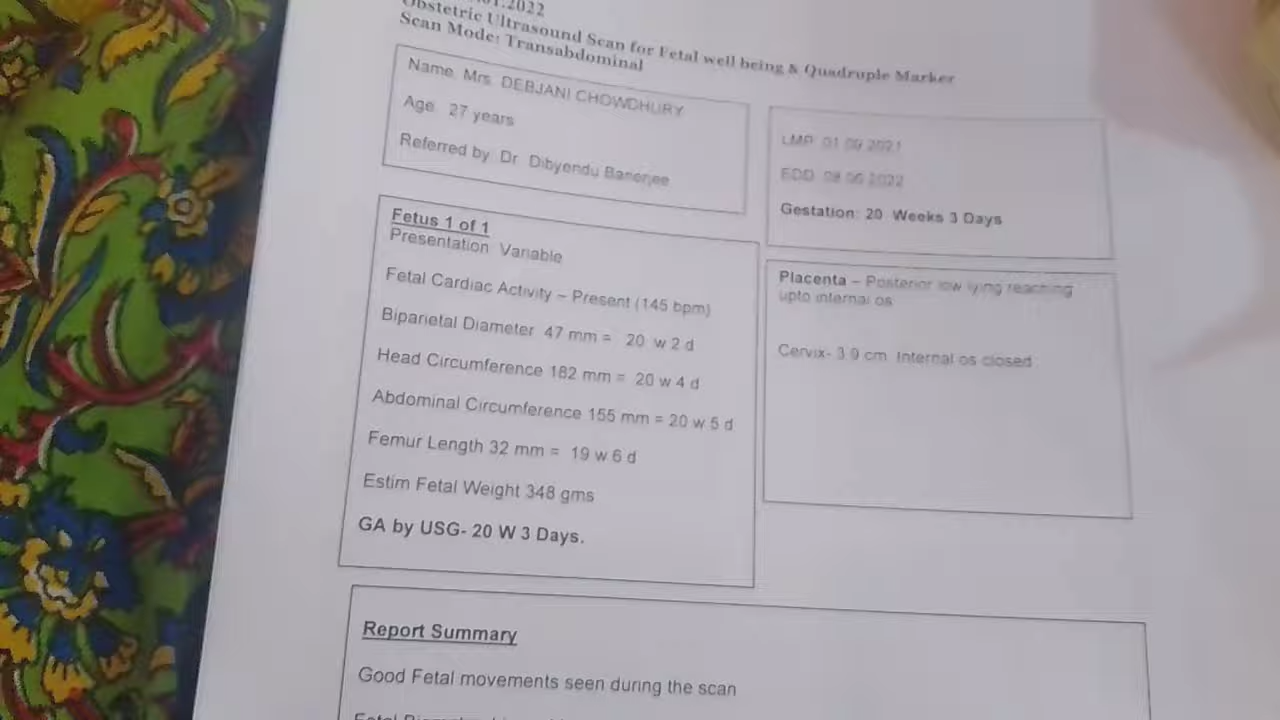 01.2022
Obstetric Ultrasound Scan for Fetal well being & Quadruple Marker
Scan Mode: Transabdominal
Name Mrs. DEBJANI CHOWDHURY
Age 27 years
Referred by Dr Dibyendu Banerjee
LMP 01 09 2021
EDD 08 06 2022
Gestation: 20 Weeks 3 Days
Fetus 1 of 1
Presentation Variable
Fetal Cardiac Activity – Present (145 bpm)
Biparietal Diameter 47 mm = 20 w 2 d
Head Circumference 182 mm = 20 w 4 d
Abdominal Circumference 155 mm = 20 w 5 d
Femur Length 32 mm = 19 w 6 d
Estim Fetal Weight 348 gms
GA by USG- 20 W 3 Days.
Placenta – Posterior low lying reaching
upto internal os
Cervix- 3.9 cm Internal os closed
Report Summary
Good Fetal movements seen during the scan
Fetal